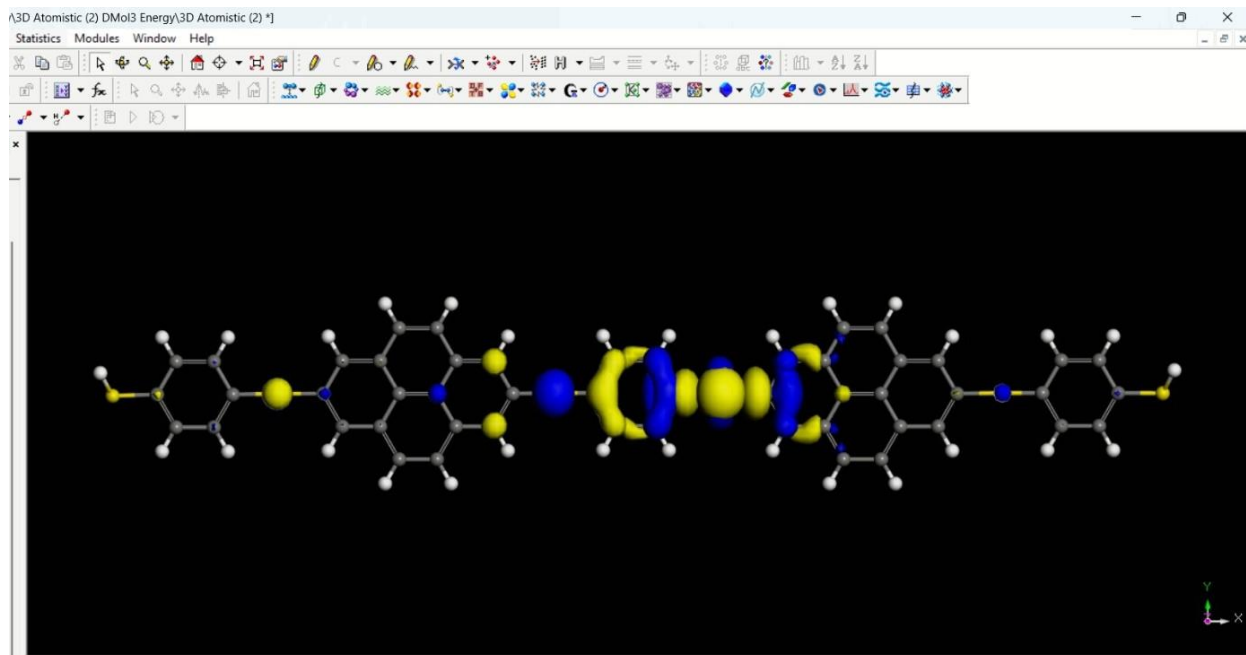 \3D Atomistic (2) DMol3 Energy\3D Atomistic (2) *]
Statistics Modules Window Help
Y
X